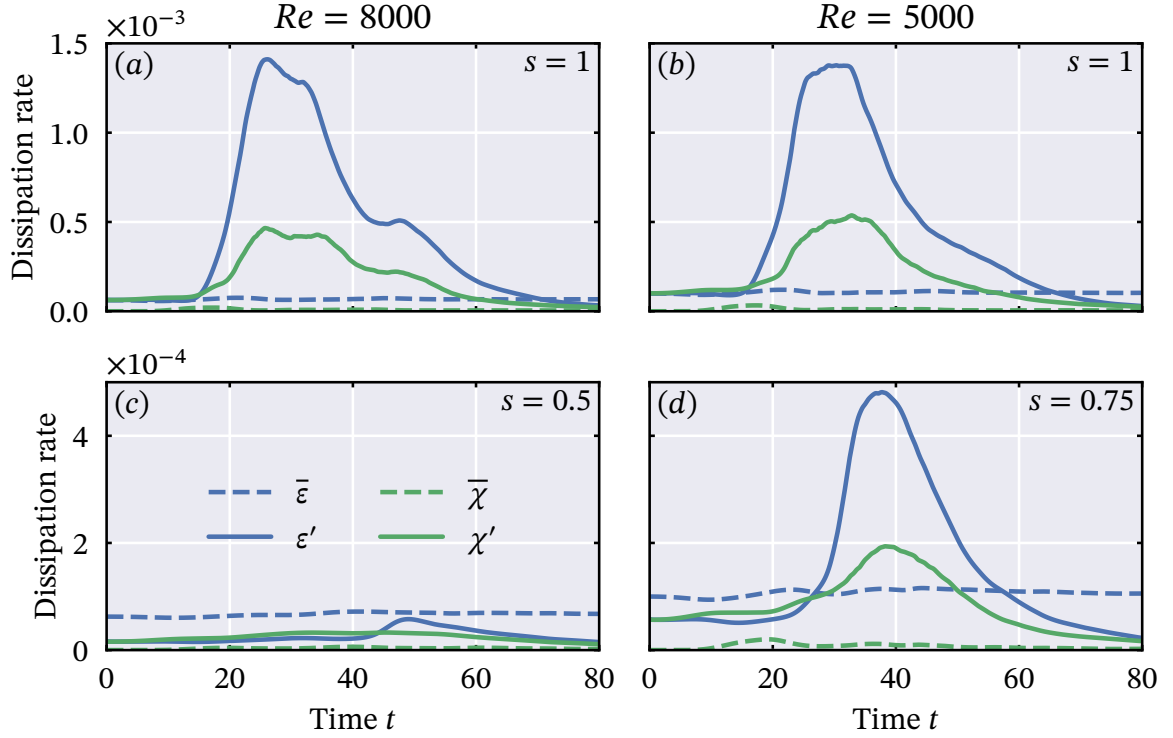 Re = 8000
Re = 5000
×10⁻³
Dissipation rate
1.5
1.0
0.5
0.0
(a)
s = 1
(b)
s = 1
×10⁻⁴
Dissipation rate
4
2
0
(c)
s = 0.5
ε̅
χ̅
ε′
χ′
(d)
s = 0.75
0 20 40 60 80
0 20 40 60 80
Time t
Time t